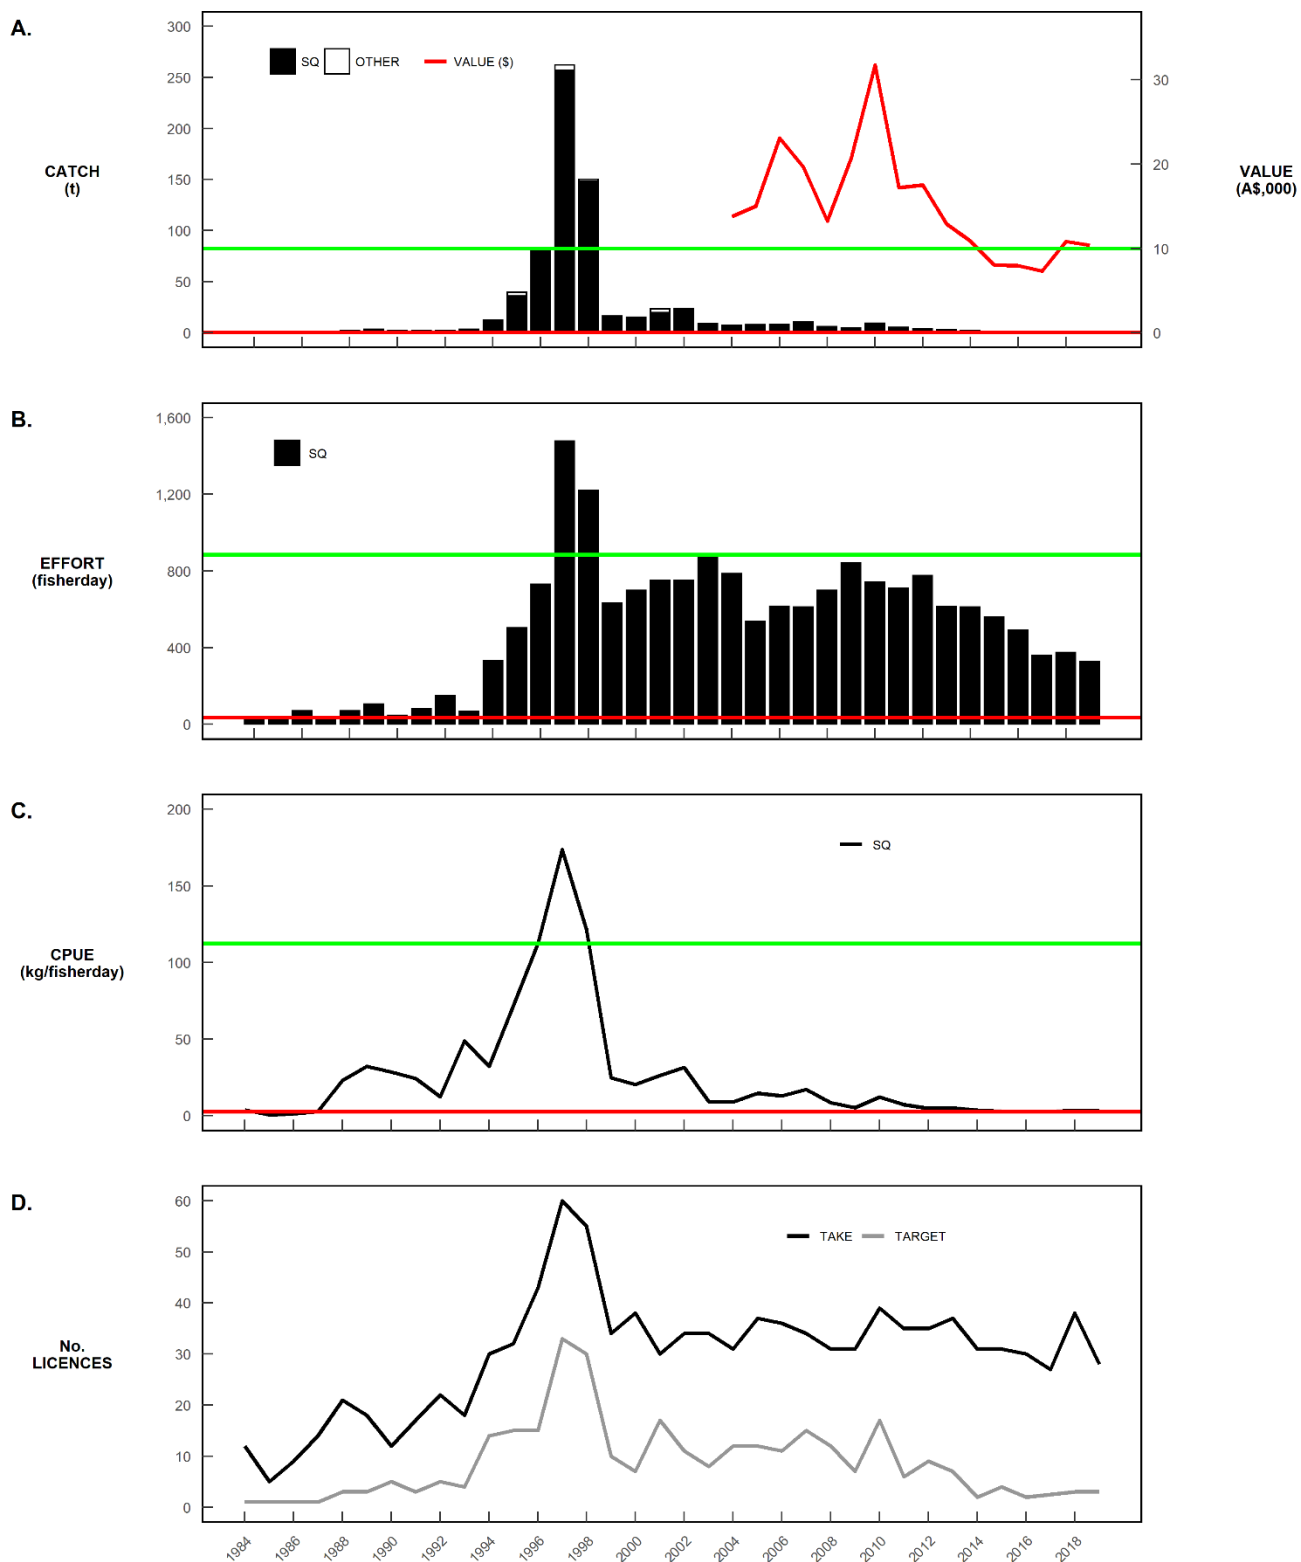 A.
300
250
200
150
100
50
0
CATCH
(t)
SQ OTHER VALUE ($)
30
20
10
0
VALUE
(A$,000)
B.
1,600
1,200
800
400
0
EFFORT
(fisherday)
SQ
C.
200
150
100
50
0
CPUE
(kg/fisherday)
SQ
D.
60
50
40
30
20
10
0
No.
LICENCES
TAKE TARGET
1984 1986 1988 1990 1992 1994 1996 1998 2000 2002 2004 2006 2008 2010 2012 2014 2016 2018